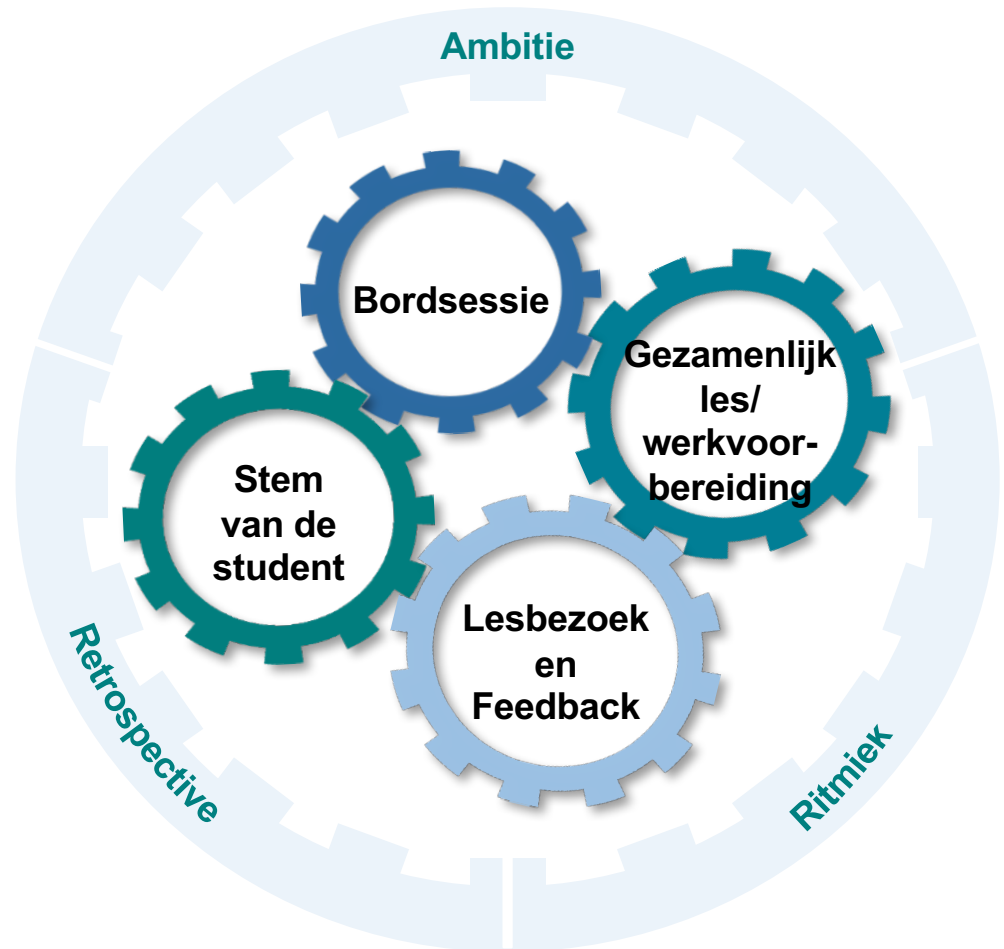 Ambitie
Bordsessie
Gezamenlijk
les/
werkvoor-
bereiding
Stem
van de
student
Lesbezoek
en
Feedback
Retrospective
Ritmiek